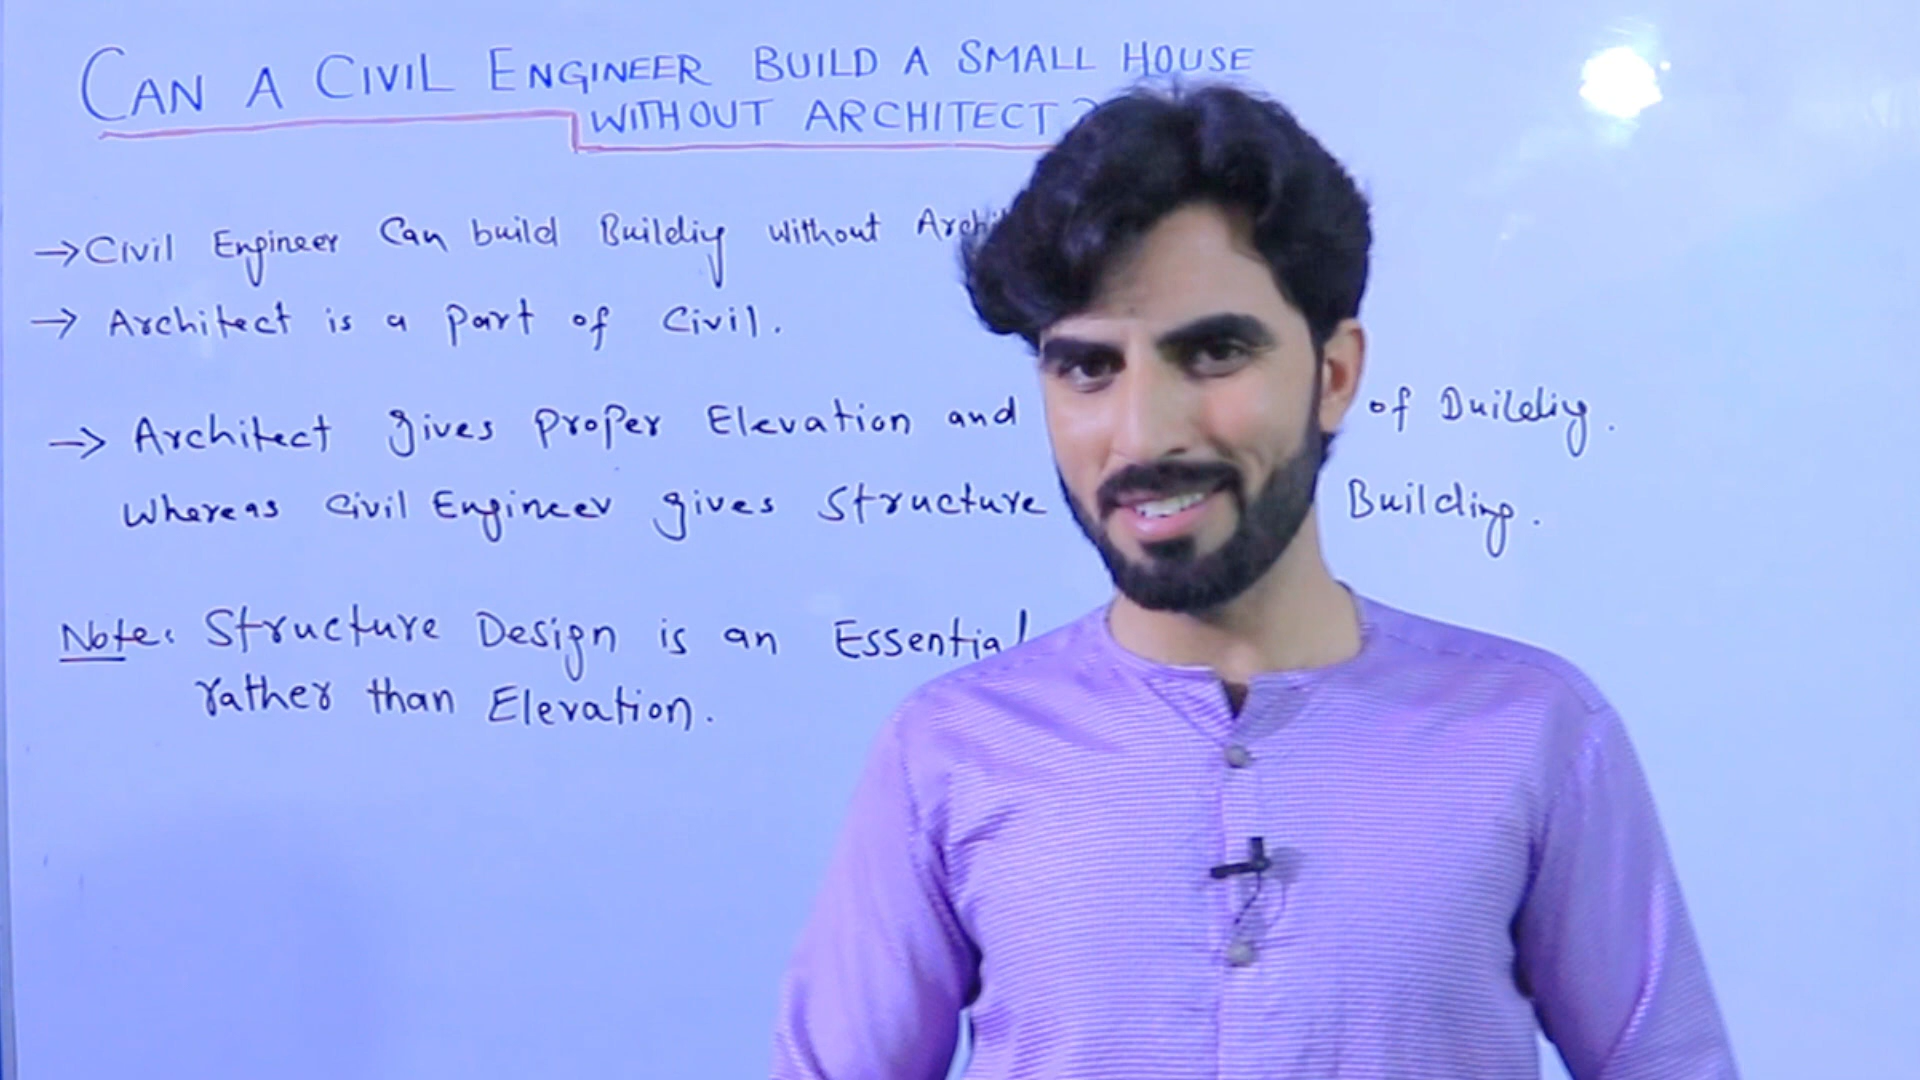 CAN A CIVIL ENGINEER BUILD A SMALL HOUSE
WITHOUT ARCHITECT?
→ Civil Engineer Can build Building without
→ Architect is a part of Civil.
→ Architect gives proper Elevation and of Duilding.
Whereas Civil Engineer gives Structure Building.
Note: Structure Design is an Essential
rather than Elevation.